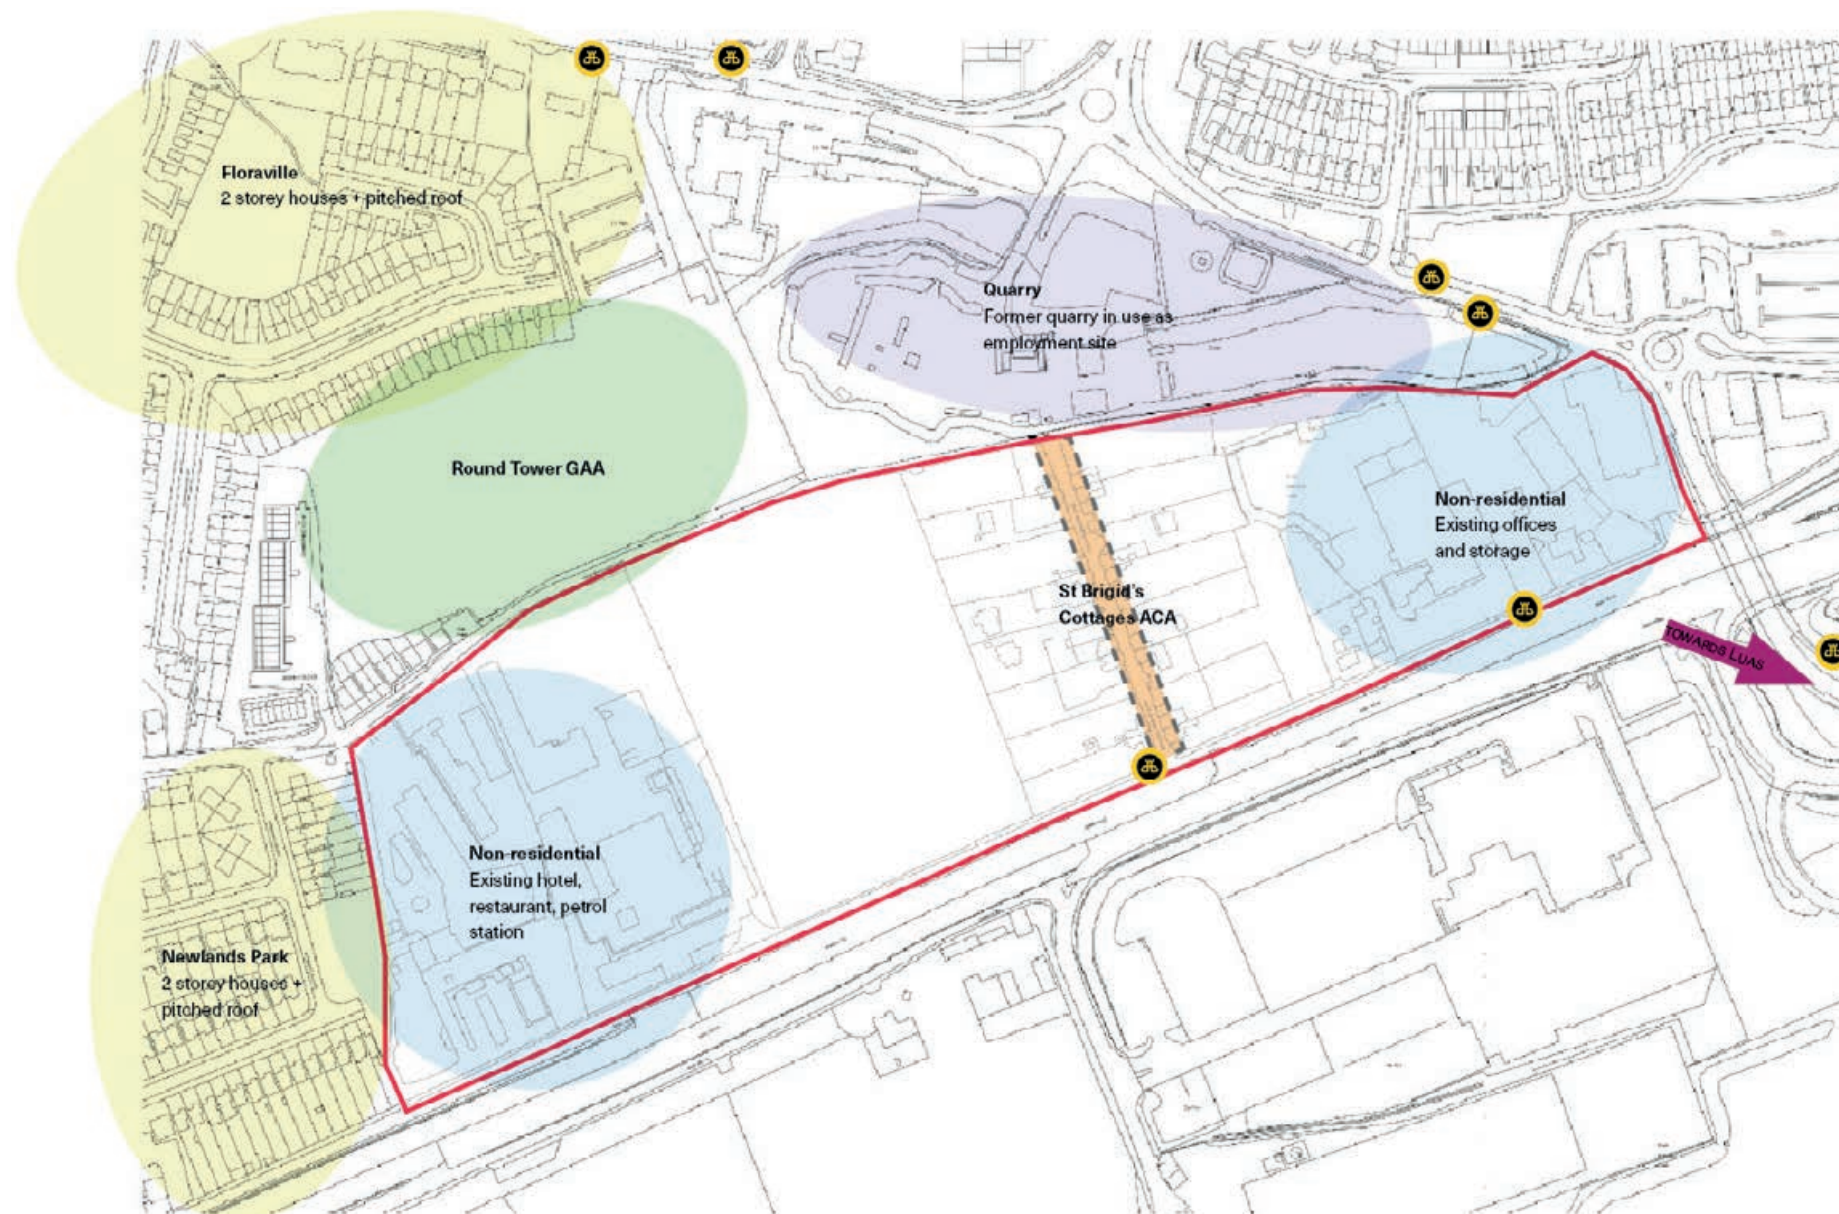 Floraville
2 storey houses + pitched roof
Quarry
Former quarry in use as
employment site
Round Tower GAA
Non-residential
Existing offices
and storage
St Brigid's
Cottages ACA
TOWARDS LUAS
Non-residential
Existing hotel,
restaurant, petrol
station
Newlands Park
2 storey houses +
pitched roof